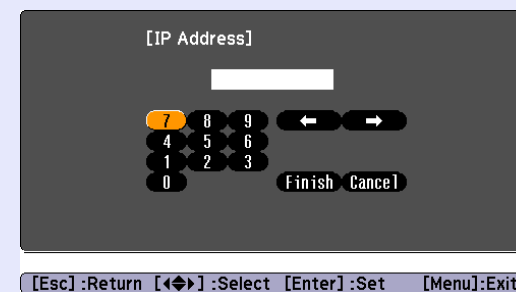 [IP Address]
7 8 9 ← →
4 5 6
1 2 3
0 Finish Cancel
[Esc] :Return [◆] :Select [Enter] :Set [Menu]:Exit